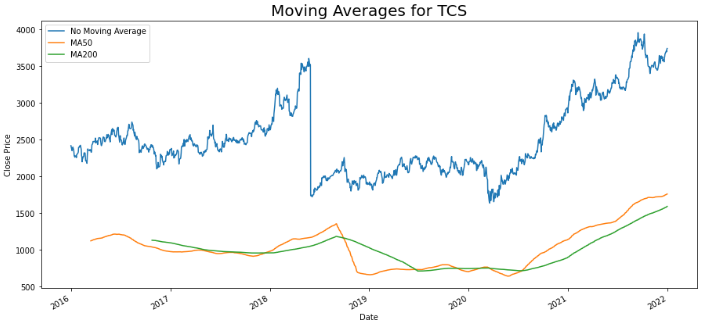 Moving Averages for TCS
No Moving Average
MA50
MA200
4000
3500
3000
2500
2000
1500
1000
500
Close Price
2016
2017
2018
2019
2020
2021
2022
Date